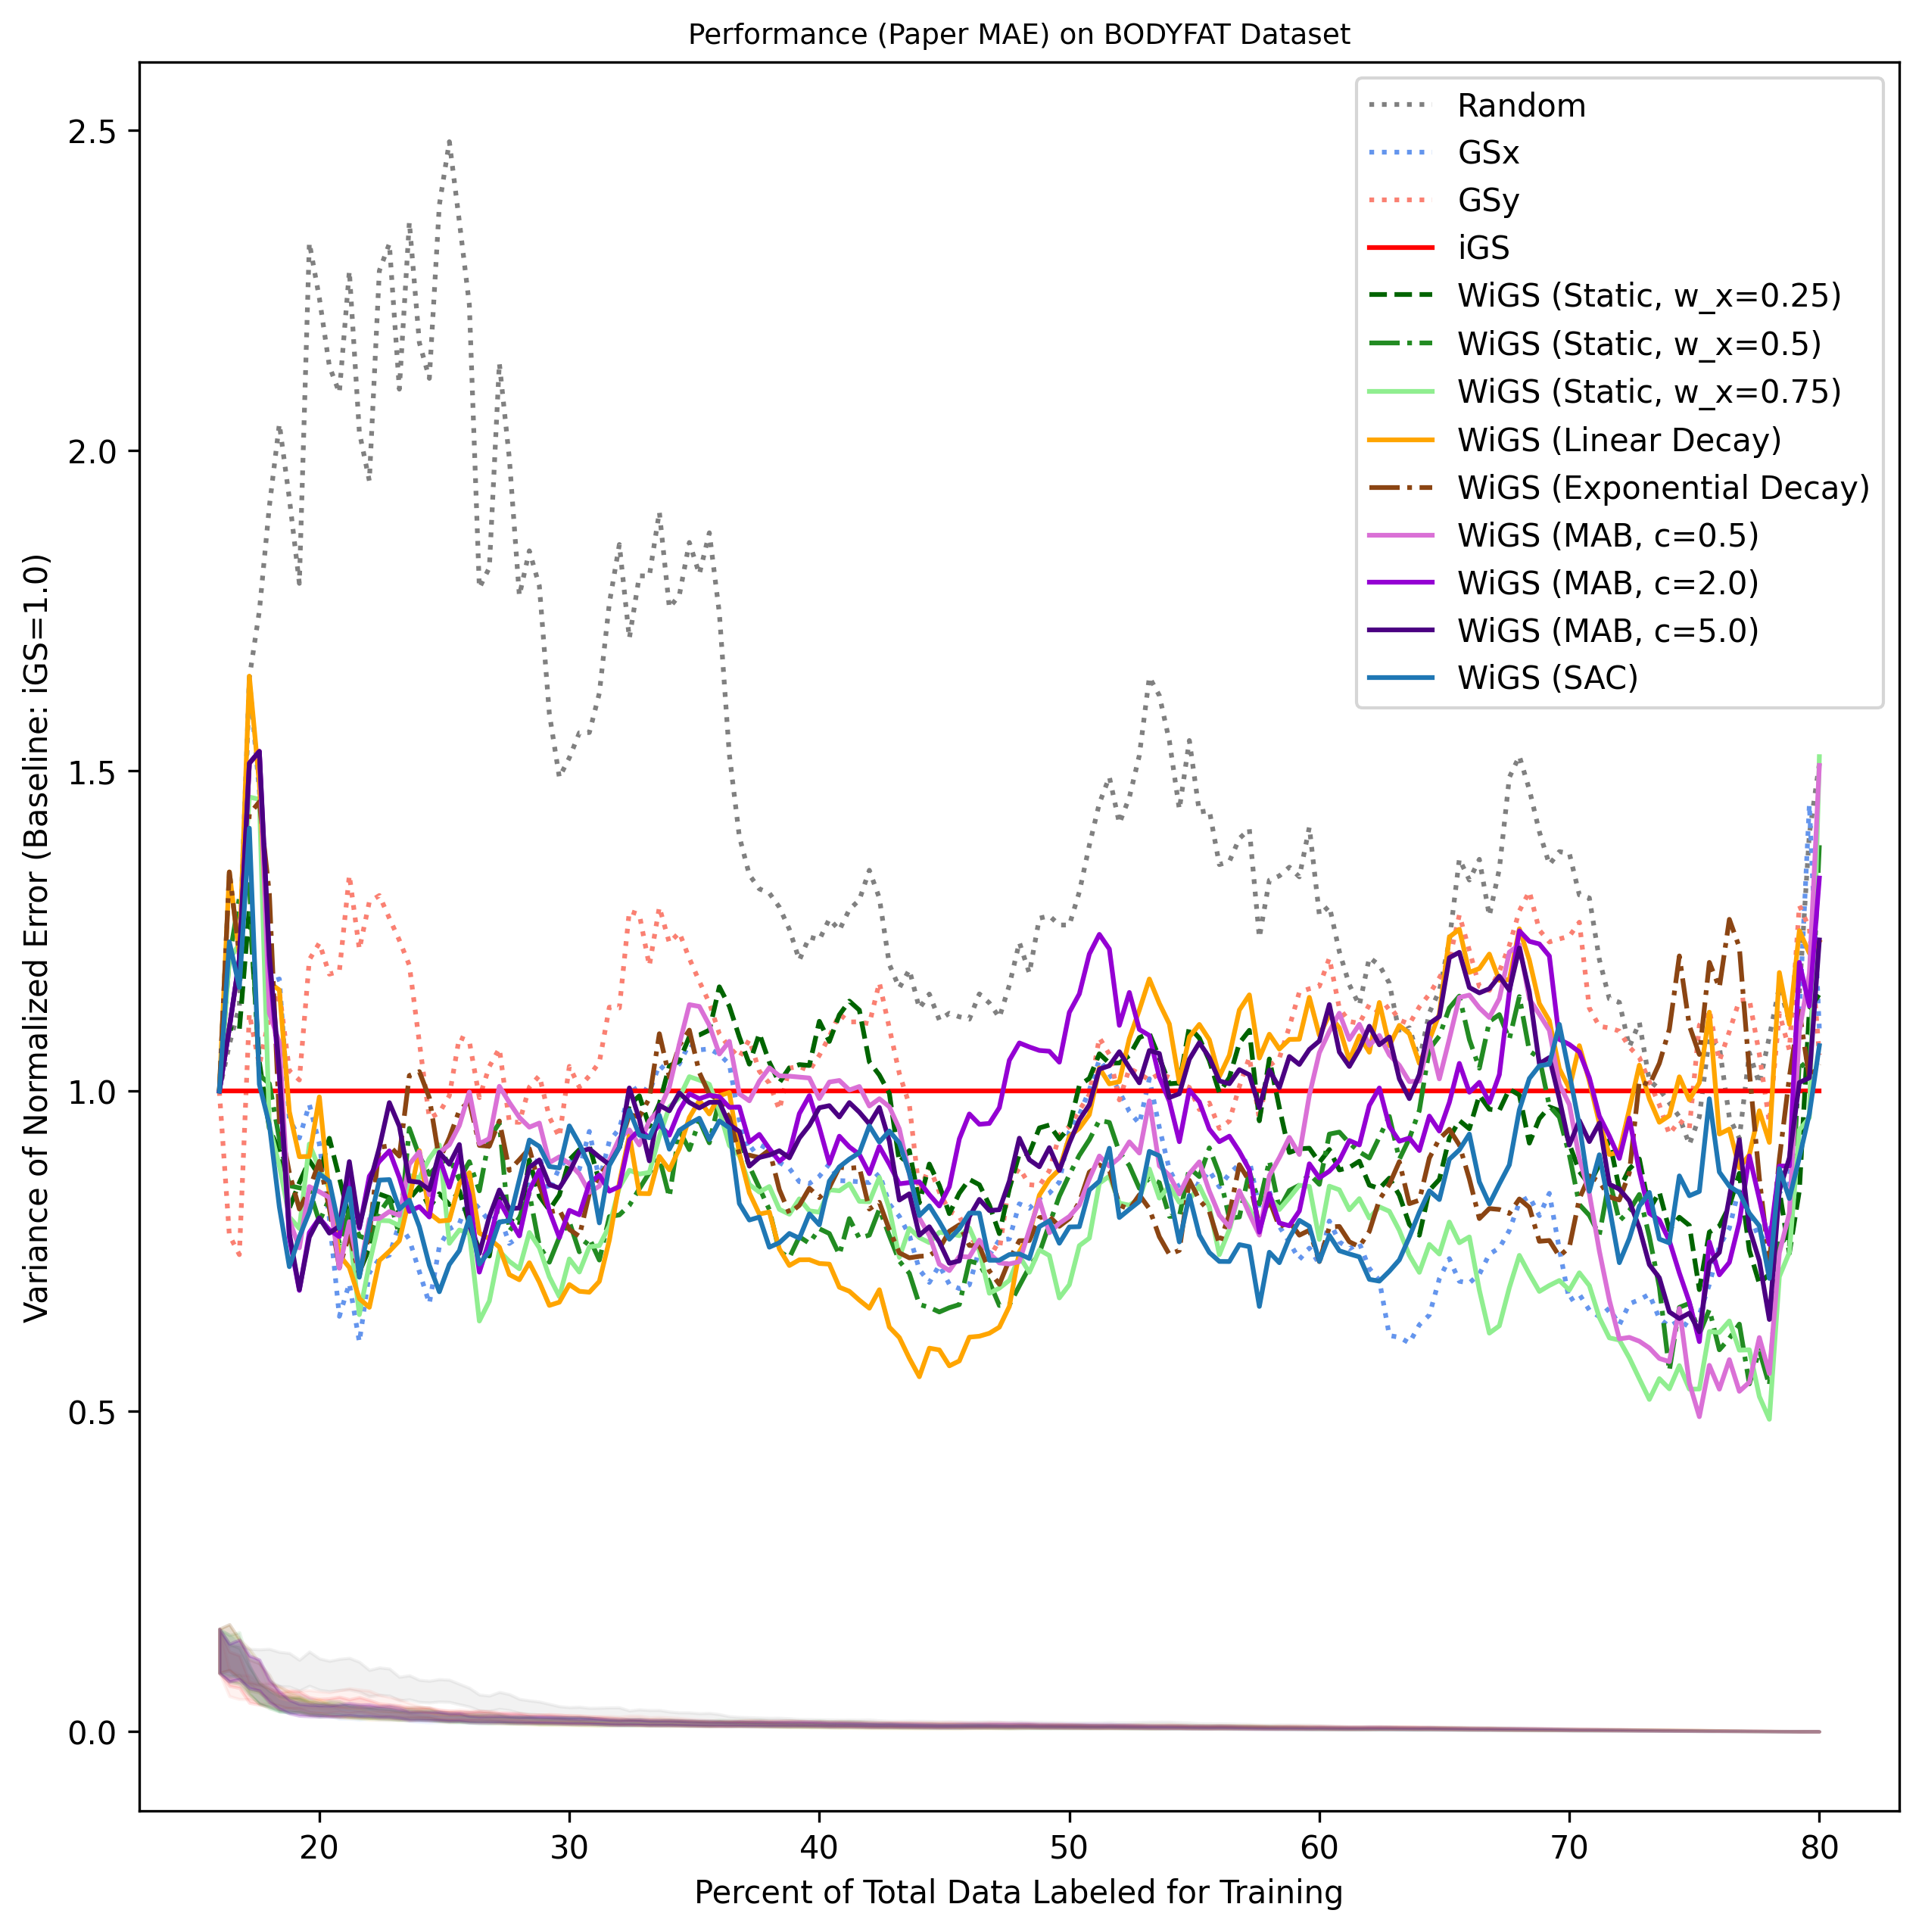 Performance (Paper MAE) on BODYFAT Dataset
Variance of Normalized Error (Baseline: iGS=1.0)
2.5
2.0
1.5
1.0
0.5
0.0
Random
GSx
GSy
iGS
WiGS (Static, w_x=0.25)
WiGS (Static, w_x=0.5)
WiGS (Static, w_x=0.75)
WiGS (Linear Decay)
WiGS (Exponential Decay)
WiGS (MAB, c=0.5)
WiGS (MAB, c=2.0)
WiGS (MAB, c=5.0)
WiGS (SAC)
20 30 40 50 60 70 80
Percent of Total Data Labeled for Training